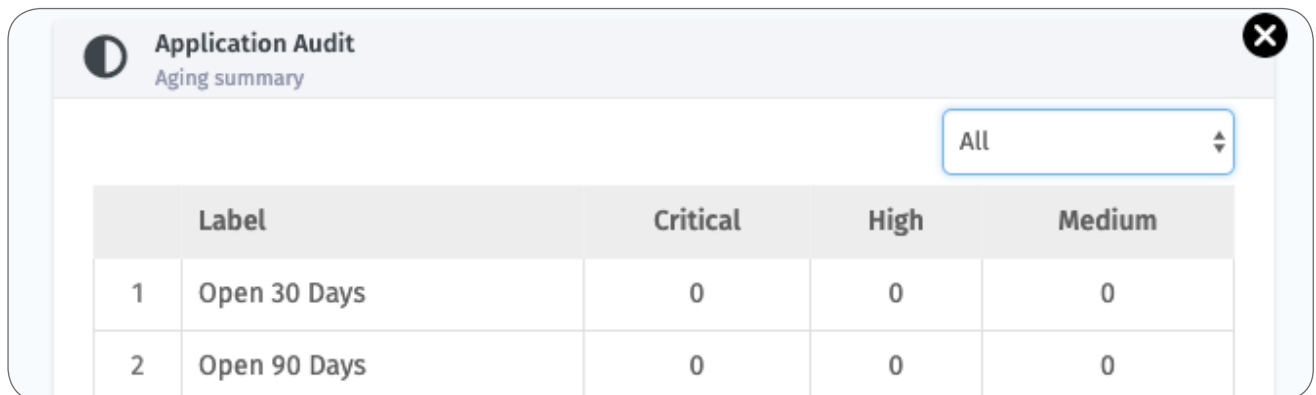 Application Audit
Aging summary
All
Label Critical High Medium
1 Open 30 Days 0 0 0
2 Open 90 Days 0 0 0